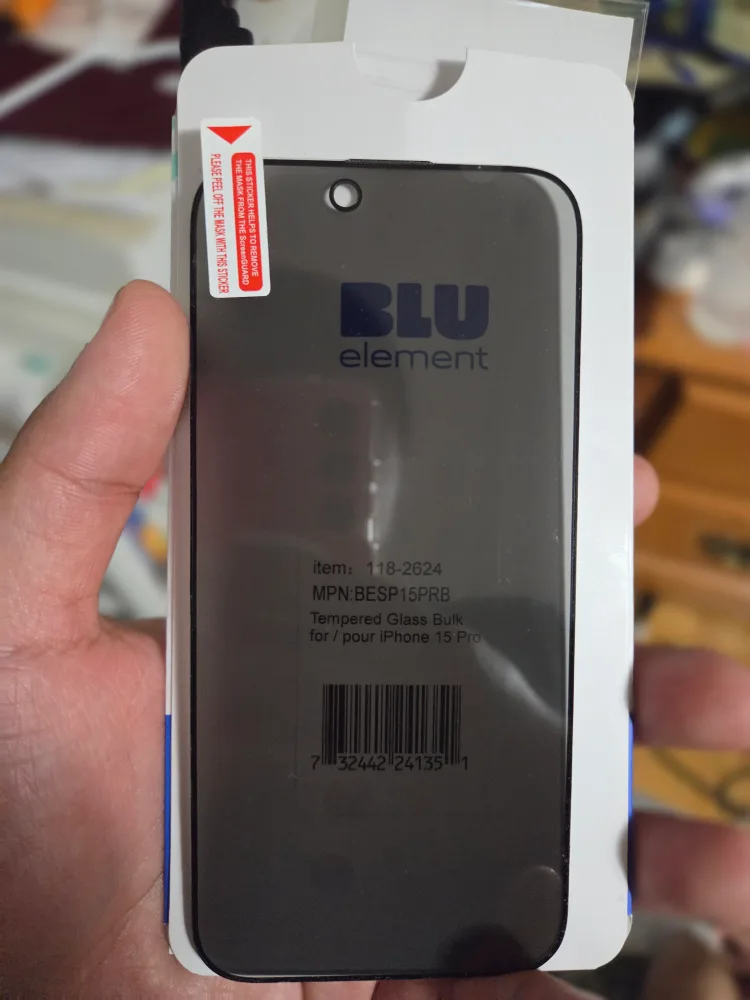 THIS STICKER HELPS TO REMOVE
THE MASK FROM THE ScreenGUARD
PLEASE PEEL OFF THE MASK WITH THIS STICKER
BLU
element
item: 118-2624
MPN:BESP15PRB
Tempered Glass Bulk
for / pour iPhone 15 Pro
7 32442 24135 1